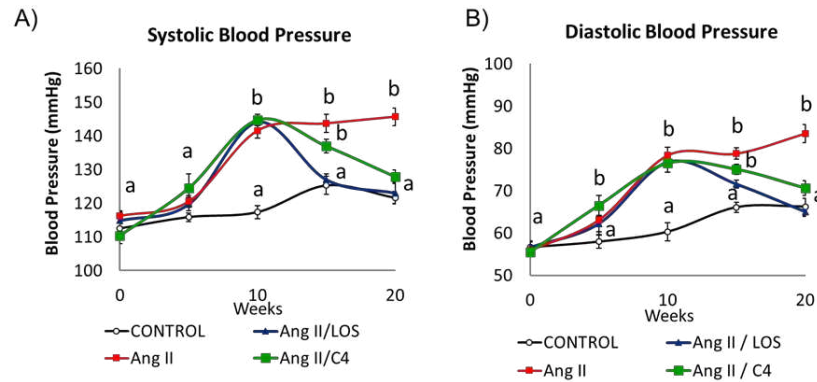 A)
Systolic Blood Pressure
Blood Pressure (mmHg)
160
150
140
130
120
110
100
a
a
b
b
b
b
a
a
a
0
10
20
Weeks
CONTROL
Ang II/LOS
Ang II
Ang II/C4
B)
Diastolic Blood Pressure
Blood Pressure (mmHg)
100
90
80
70
60
50
a
b
a
b
a
b
b
a
b
a
0
10
20
Weeks
CONTROL
Ang II / LOS
Ang II
Ang II / C4